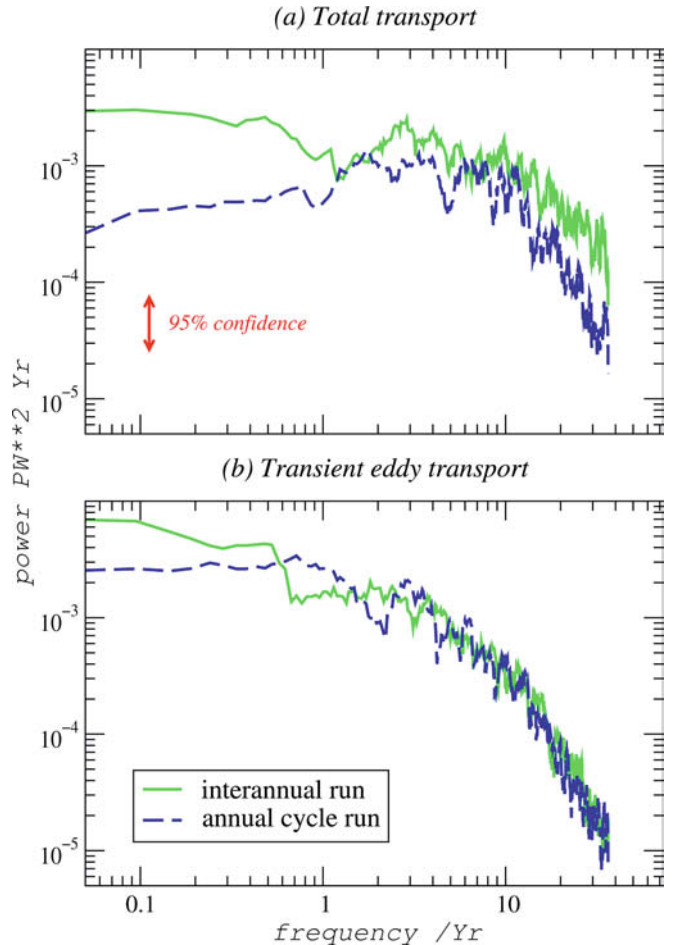 (a) Total transport
10^-3
10^-4
95% confidence
10^-5
power PW**2 Yr
(b) Transient eddy transport
10^-3
10^-4
interannual run
annual cycle run
10^-5
0.1 1 10
frequency /Yr